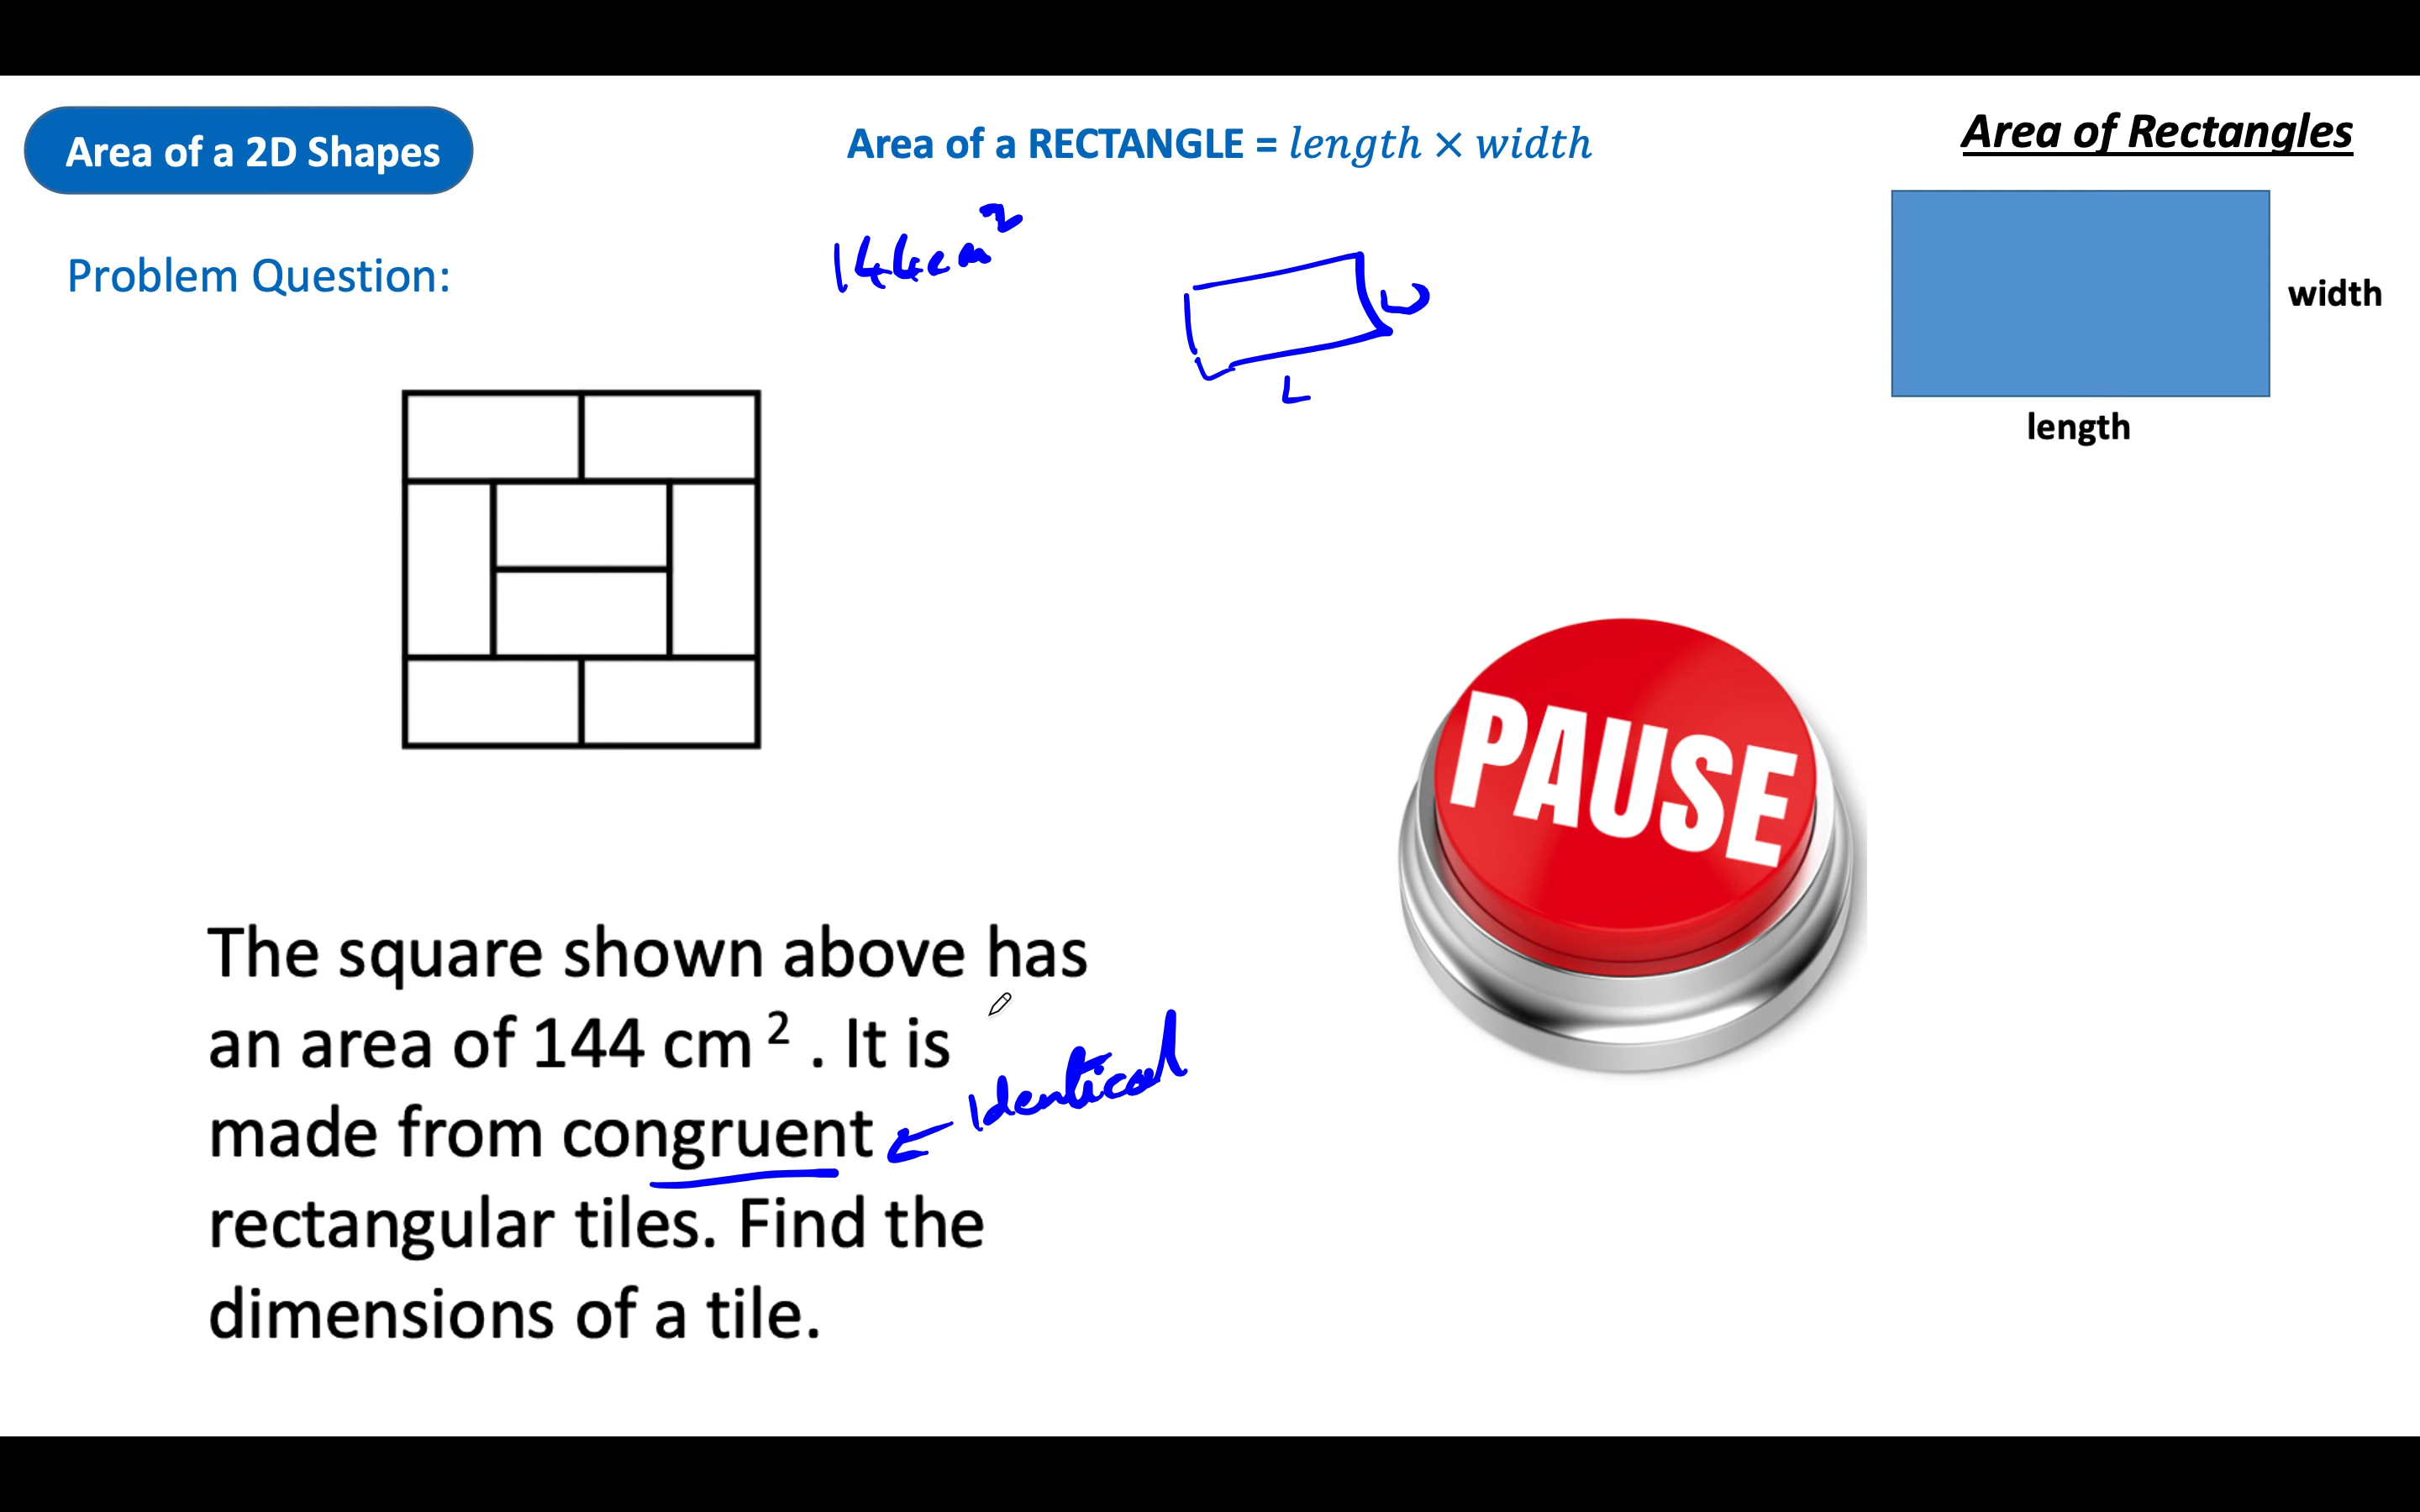 Area of a 2D Shapes
Area of a RECTANGLE = length × width
Area of Rectangles
144cm²
Problem Question:
W
width
L
length
PAUSE
The square shown above has
an area of 144 cm ² . It is
identical
made from congruent
rectangular tiles. Find the
dimensions of a tile.